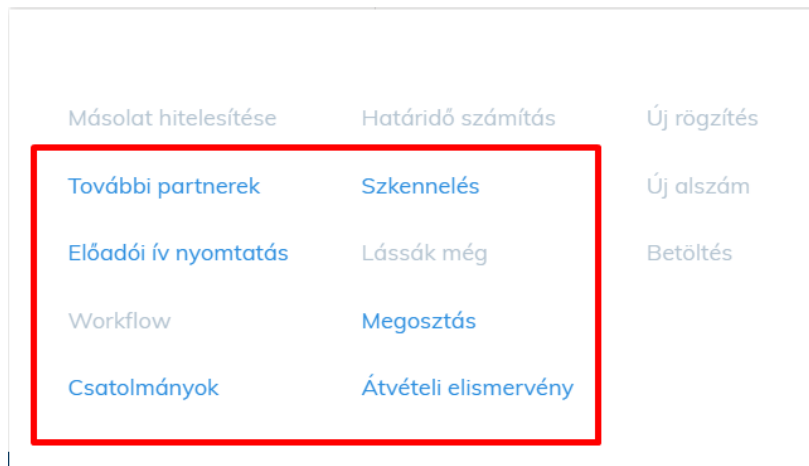 Másolat hitelesítése
Határidő számítás
Új rögzítés
További partnerek
Szkennelés
Új alszám
Előadói ív nyomtatás
Lássák még
Betöltés
Workflow
Megosztás
Csatolmányok
Átvételi elismervény